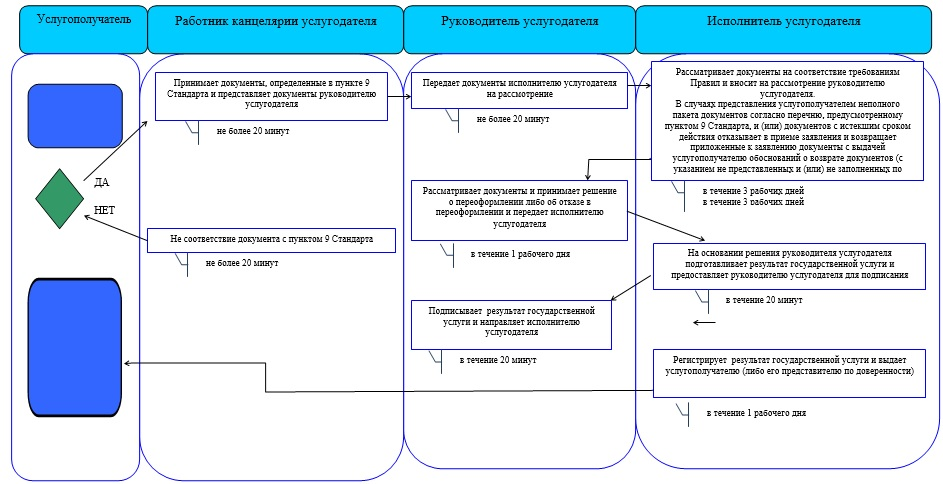 Услугополучатель
Работник канцелярии услугодателя
Руководитель услугодателя
Исполнитель услугодателя
Принимает документы, определенные в пункте 9
Стандарта и представляет документы руководителю
услугодателя
не более 20 минут
Передает документы исполнителю услугодателя
на рассмотрение
не более 20 минут
Рассматривает документы на соответствие требованиям
Правил и вносит на рассмотрение руководителю
услугодателя.
В случаях представления услугополучателем неполного
пакета документов согласно перечню, предусмотренному
пунктом 9 Стандарта, и (или) документов с истекшим сроком
действия отказывает в приеме заявления и возвращает
приложенные к заявлению документы с выдачей
услугополучателю обоснований о возврате документов (с
указанием не представленных и (или) не заполненных по
в течение 3 рабочих дней
в течение 3 рабочих дней
ДА
НЕТ
Рассматривает документы и принимает решение
о переоформлении либо об отказе в
переоформлении и передает исполнителю
услугодателя
в течение 1 рабочего дня
Не соответствие документа с пунктом 9 Стандарта
не более 20 минут
На основании решения руководителя услугодателя
подготавливает результат государственной услуги и
предоставляет руководителю услугодателя для подписания
в течение 20 минут
Подписывает результат государственной
услуги и направляет исполнителю
услугодателя
в течение 20 минут
Регистрирует результат государственной услуги и выдает
услугополучателю (либо его представителю по доверенности)
в течение 1 рабочего дня